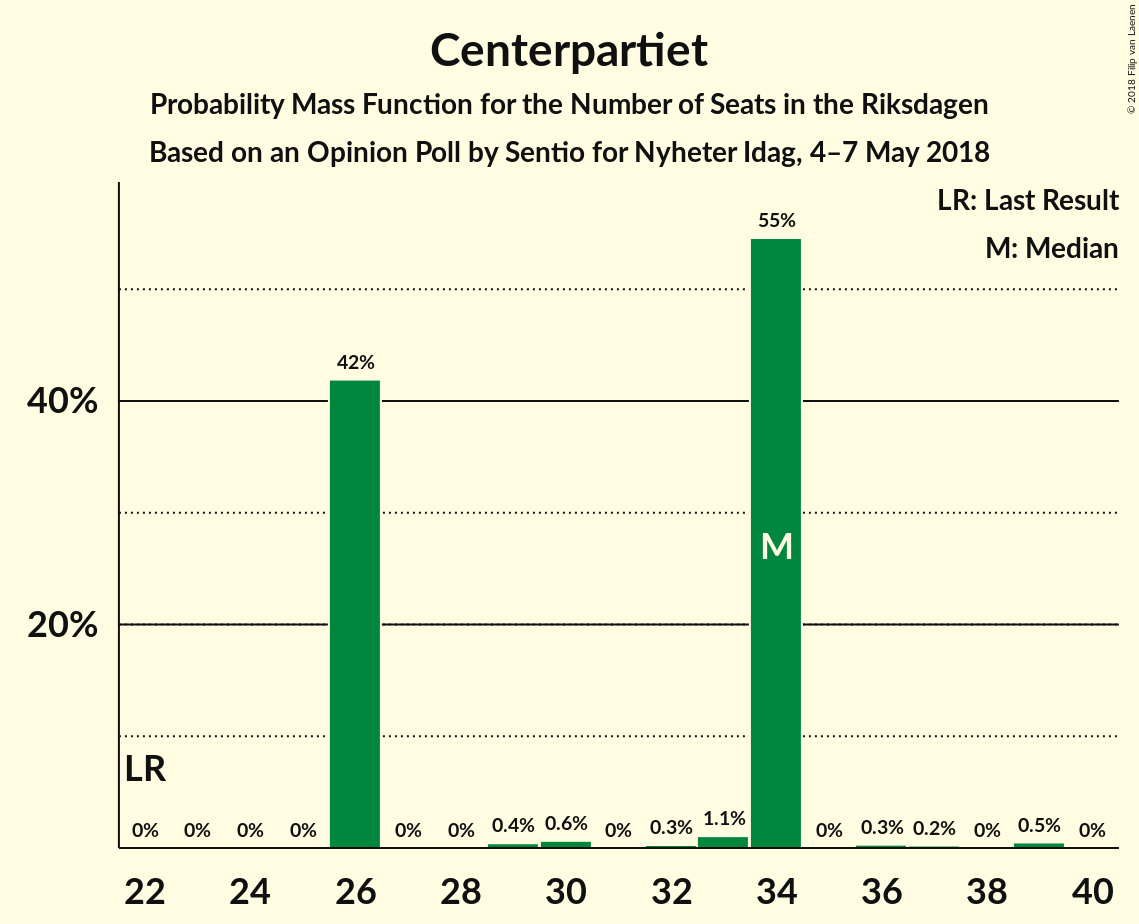 Centerpartiet
Probability Mass Function for the Number of Seats in the Riksdagen
Based on an Opinion Poll by Sentio for Nyheter Idag, 4–7 May 2018
© 2018 Filip van Laenen
LR: Last Result
M: Median
55%
42%
40%
M
20%
LR
0% 0% 0% 0% 0% 0% 0.4% 0.6% 0% 0.3% 1.1% 0% 0.3% 0.2% 0% 0.5% 0%
22 24 26 28 30 32 34 36 38 40